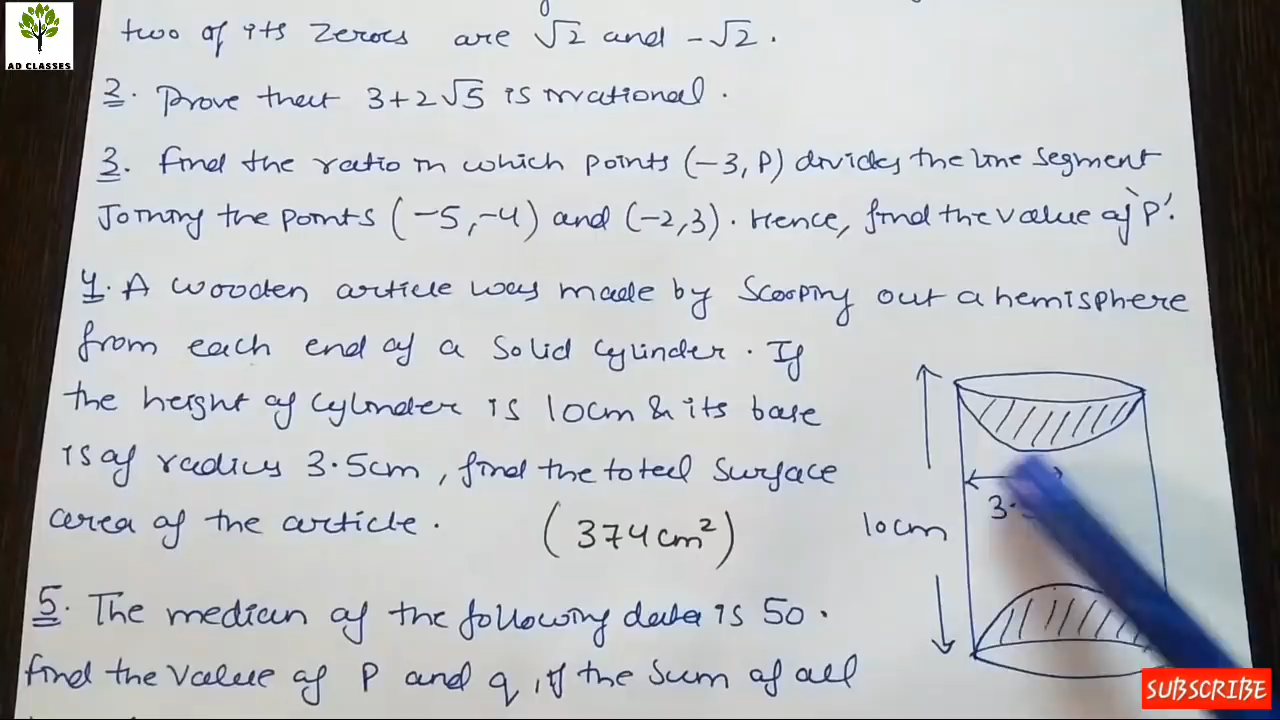 AD CLASSES
two of its zeroes are √2 and -√2.
2. Prove that 3+2√5 is irrational.
3. Find the ratio in which points (-3, P) divides the line segment
Joining the points (-5,-4) and (-2,3). Hence, find the value of 'P'.
4. A wooden article was made by Scooping out a hemisphere
from each end of a solid cylinder. If
the height of cylinder is 10cm & its base
is of radius 3.5cm, find the total surface
area of the article. (374cm²)
10cm
5. The median of the following data is 50.
find the value of P and q, if the sum of all
SUBSCRIBE